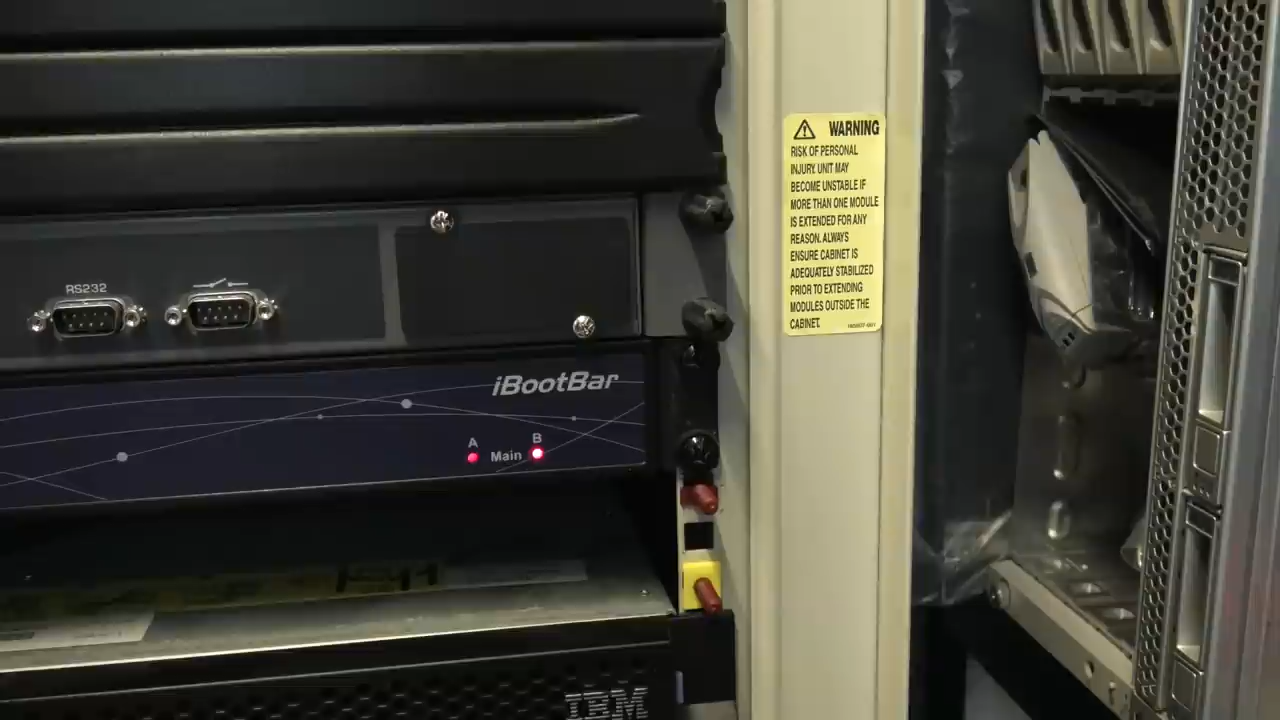 RS232
iBootBar
A Main B
IBM
WARNING
RISK OF PERSONAL
INJURY. UNIT MAY
BECOME UNSTABLE IF
MORE THAN ONE MODULE
IS EXTENDED FOR ANY
REASON. ALWAYS
ENSURE CABINET IS
ADEQUATELY STABILIZED
PRIOR TO EXTENDING
MODULES OUTSIDE THE
CABINET.